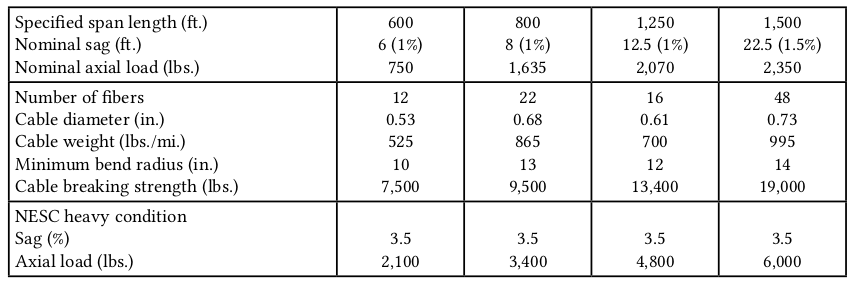 Specified span length (ft.) 600 800 1,250 1,500
Nominal sag (ft.) 6 (1%) 8 (1%) 12.5 (1%) 22.5 (1.5%)
Nominal axial load (lbs.) 750 1,635 2,070 2,350
Number of fibers 12 22 16 48
Cable diameter (in.) 0.53 0.68 0.61 0.73
Cable weight (lbs./mi.) 525 865 700 995
Minimum bend radius (in.) 10 13 12 14
Cable breaking strength (lbs.) 7,500 9,500 13,400 19,000
NESC heavy condition
Sag (%) 3.5 3.5 3.5 3.5
Axial load (lbs.) 2,100 3,400 4,800 6,000